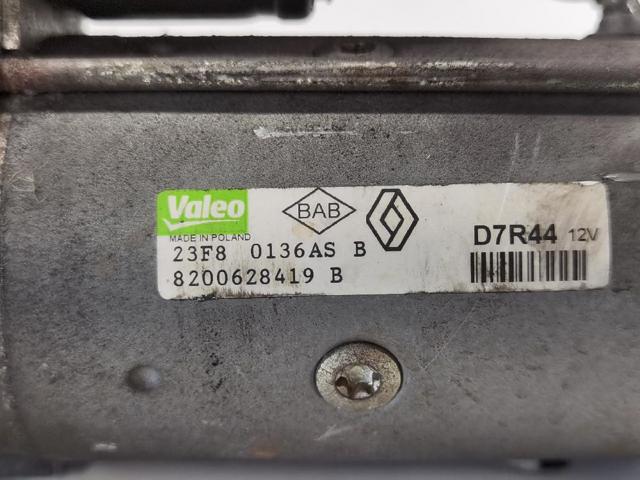 Valeo BAB D7R44 12V
MADE IN POLAND
23F8 0136AS B
8200628419 B